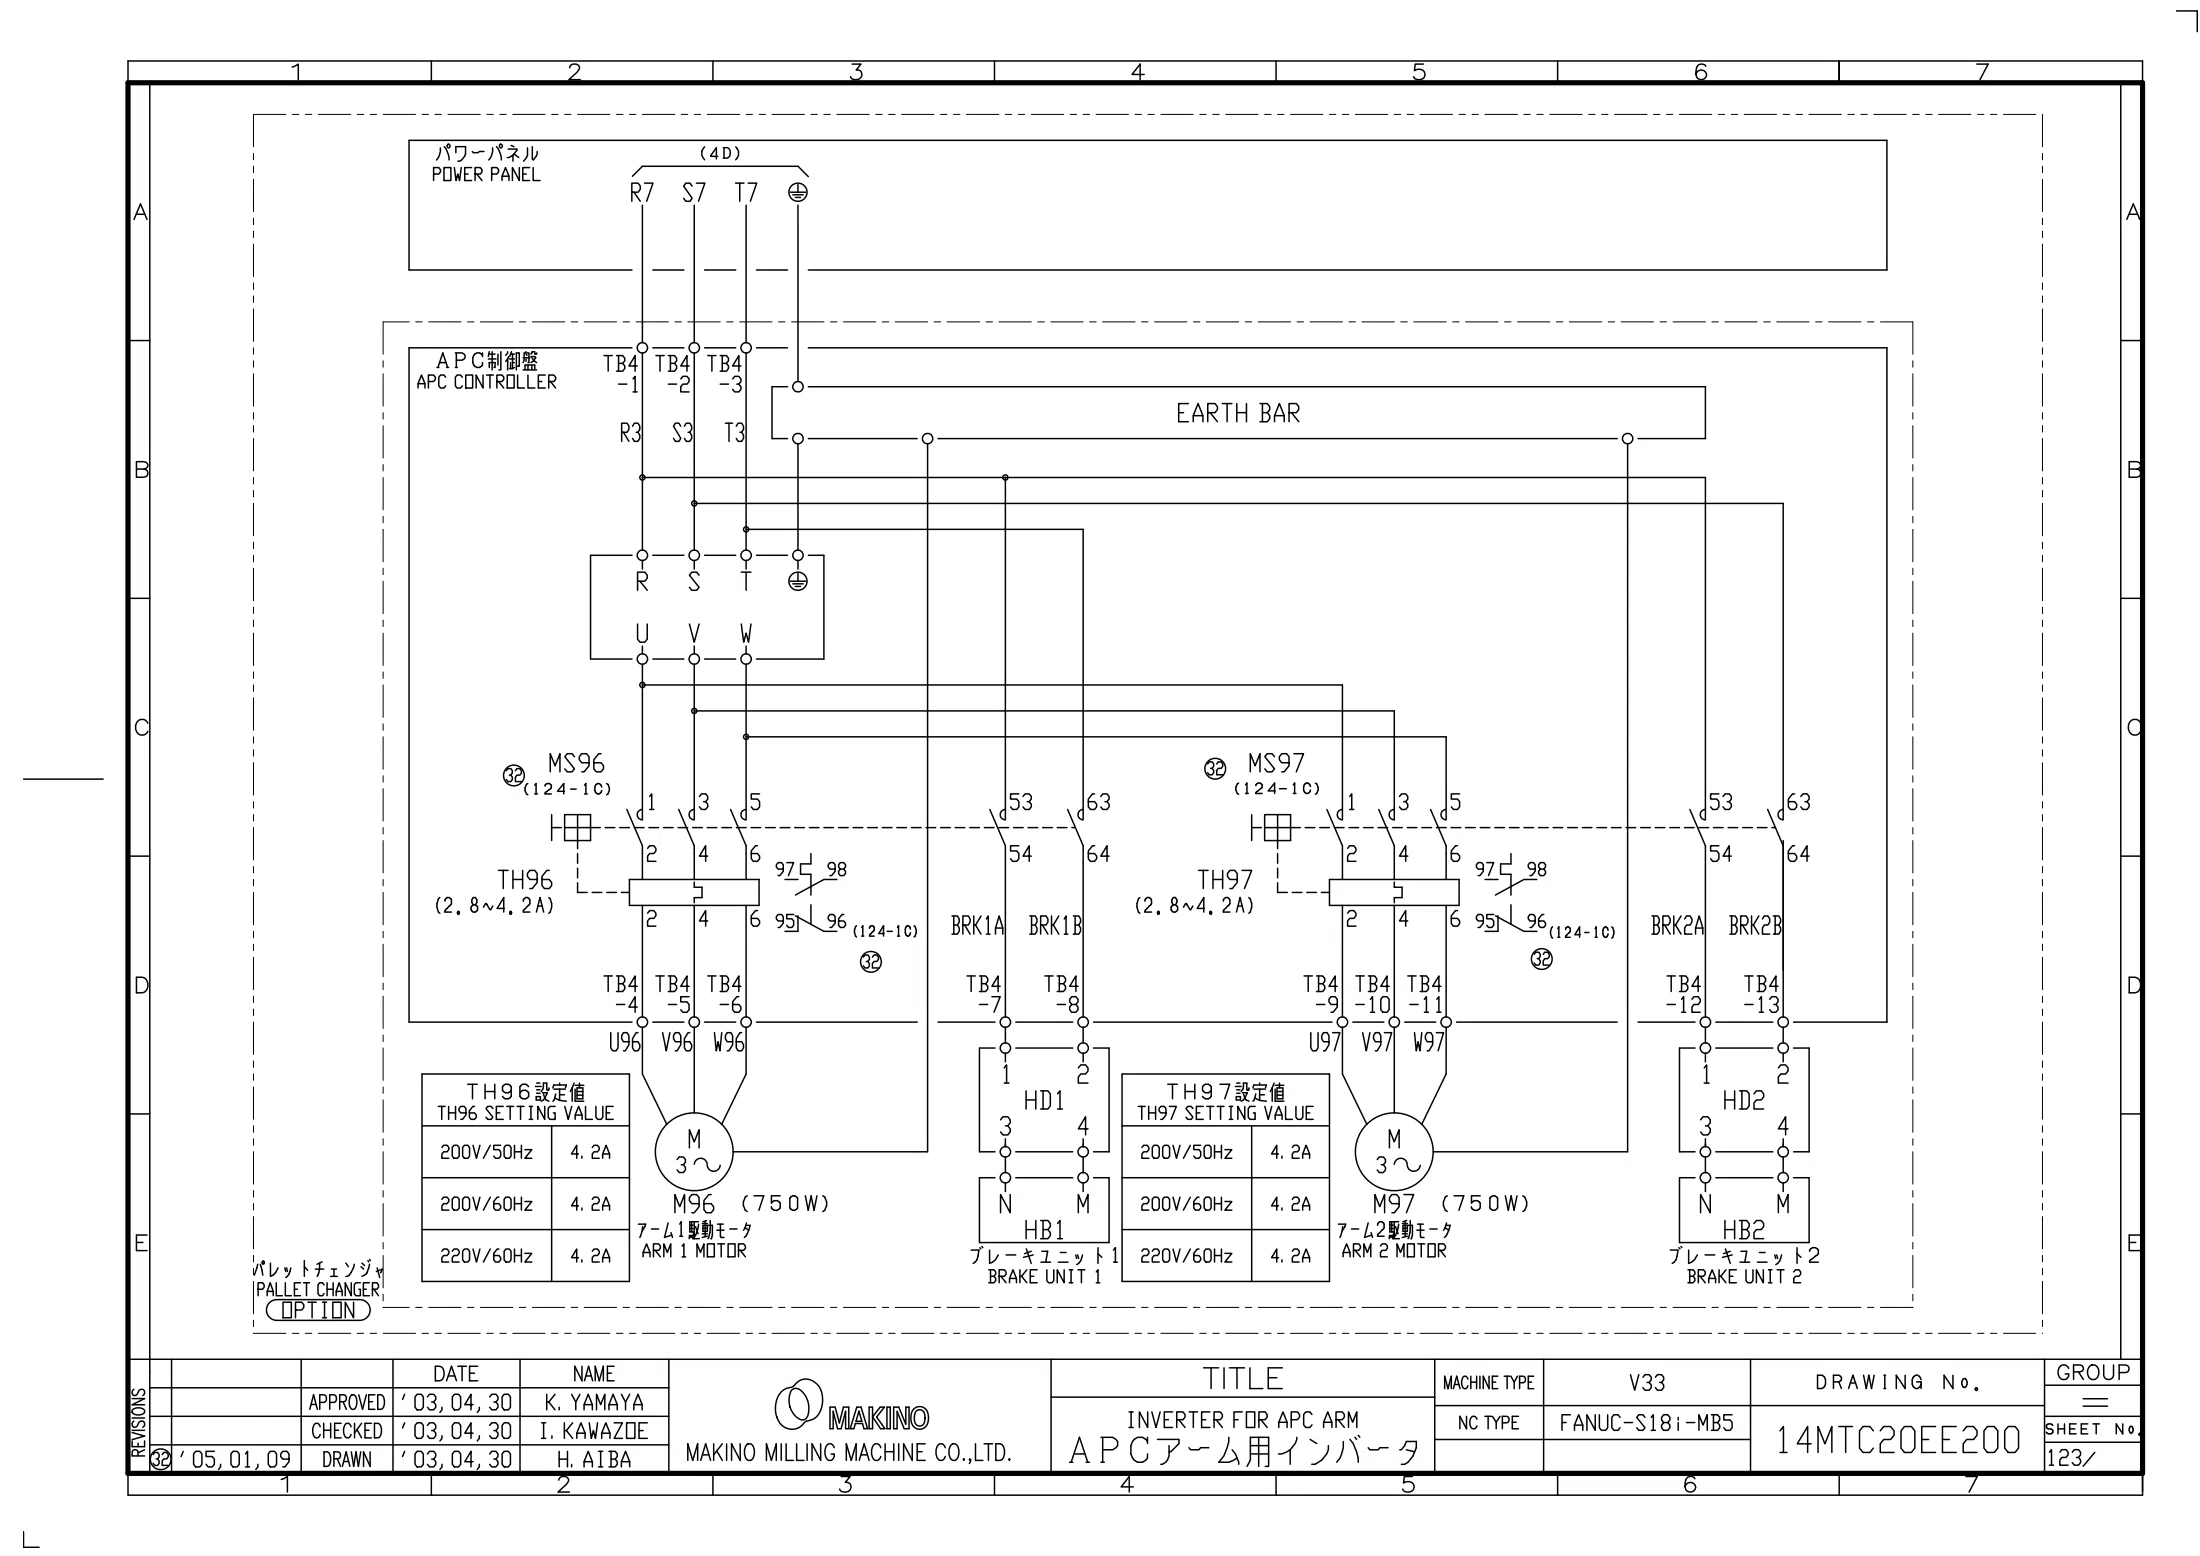 1 2 3 4 5 6 7
パワーパネル
POWER PANEL
(4D)
R7 S7 T7
A A
APC制御盤
APC CONTROLLER
TB4 TB4 TB4
-1 -2 -3
EARTH BAR
R3 S3 T3
B B
R S T
U V W
C C
MS96
32
(124-1C)
MS97
32
(124-1C)
1 3 5 53 63 1 3 5 53 63
2 4 6 54 64 2 4 6 54 64
97 98 97 98
TH96
(2.8~4.2A)
TH97
(2.8~4.2A)
2 4 6 95 96 (124-1C) 2 4 6 95 96 (124-1C)
BRK1A BRK1B BRK2A BRK2B
32 32
D D
TB4 TB4 TB4 TB4 TB4 TB4 TB4 TB4 TB4 TB4
-4 -5 -6 -7 -8 -9 -10 -11 -12 -13
U96 V96 W96 U97 V97 W97
1 2 1 2
HD1 HD2
3 4 3 4
N M N M
HB1 HB2
ブレーキユニット1
BRAKE UNIT 1
ブレーキユニット2
BRAKE UNIT 2
TH96設定値
TH96 SETTING VALUE
200V/50Hz 4.2A
200V/60Hz 4.2A
220V/60Hz 4.2A
M
3
M96 (750W)
アーム1駆動モータ
ARM 1 MOTOR
TH97設定値
TH97 SETTING VALUE
200V/50Hz 4.2A
200V/60Hz 4.2A
220V/60Hz 4.2A
M
3
M97 (750W)
アーム2駆動モータ
ARM 2 MOTOR
E E
パレットチェンジャ
PALLET CHANGER
OPTION
REVISIONS
DATE NAME
APPROVED '03,04,30 K. YAMAYA
CHECKED '03,04,30 I. KAWAZOE
32 '05,01,09 DRAWN '03,04,30 H. AIBA
MAKINO
MAKINO MILLING MACHINE CO.,LTD.
TITLE
INVERTER FOR APC ARM
APCアーム用インバータ
MACHINE TYPE V33
NC TYPE FANUC-S18i-MB5
DRAWING No.
14MTC20EE200
GROUP
=
SHEET No.
123/
1 2 3 4 5 6 7